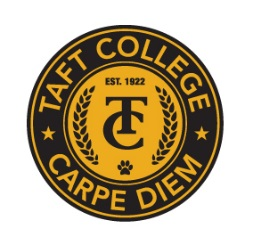 TAFT COLLEGE
EST. 1922
TC
CARPE DIEM